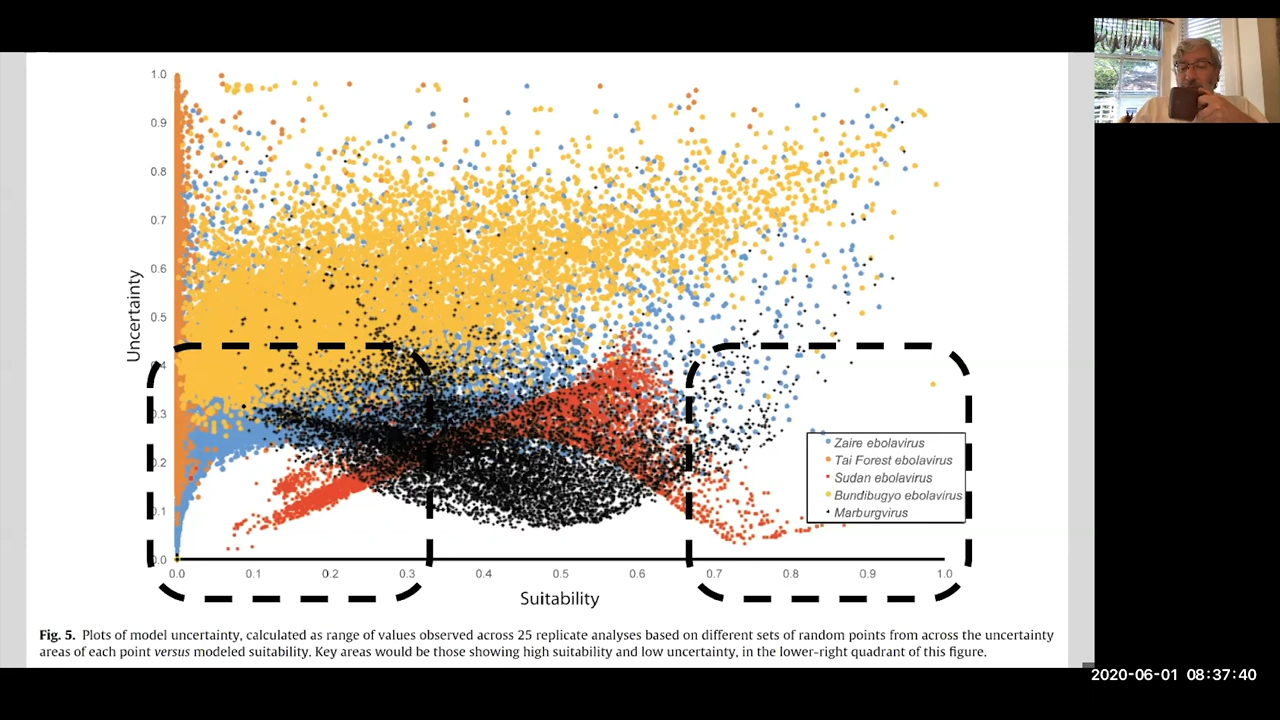 1.0
0.9
0.8
0.7
0.6
0.5
0.3
0.2
0.1
0.0
Uncertainty
0.0 0.1 0.2 0.3 0.4 0.5 0.6 0.7 0.8 0.9 1.0
Suitability
Zaire ebolavirus
Tai Forest ebolavirus
Sudan ebolavirus
Bundibugyo ebolavirus
Marburgvirus
Fig. 5. Plots of model uncertainty, calculated as range of values observed across 25 replicate analyses based on different sets of random points from across the uncertainty
areas of each point versus modeled suitability. Key areas would be those showing high suitability and low uncertainty, in the lower-right quadrant of this figure.
2020-06-01 08:37:40